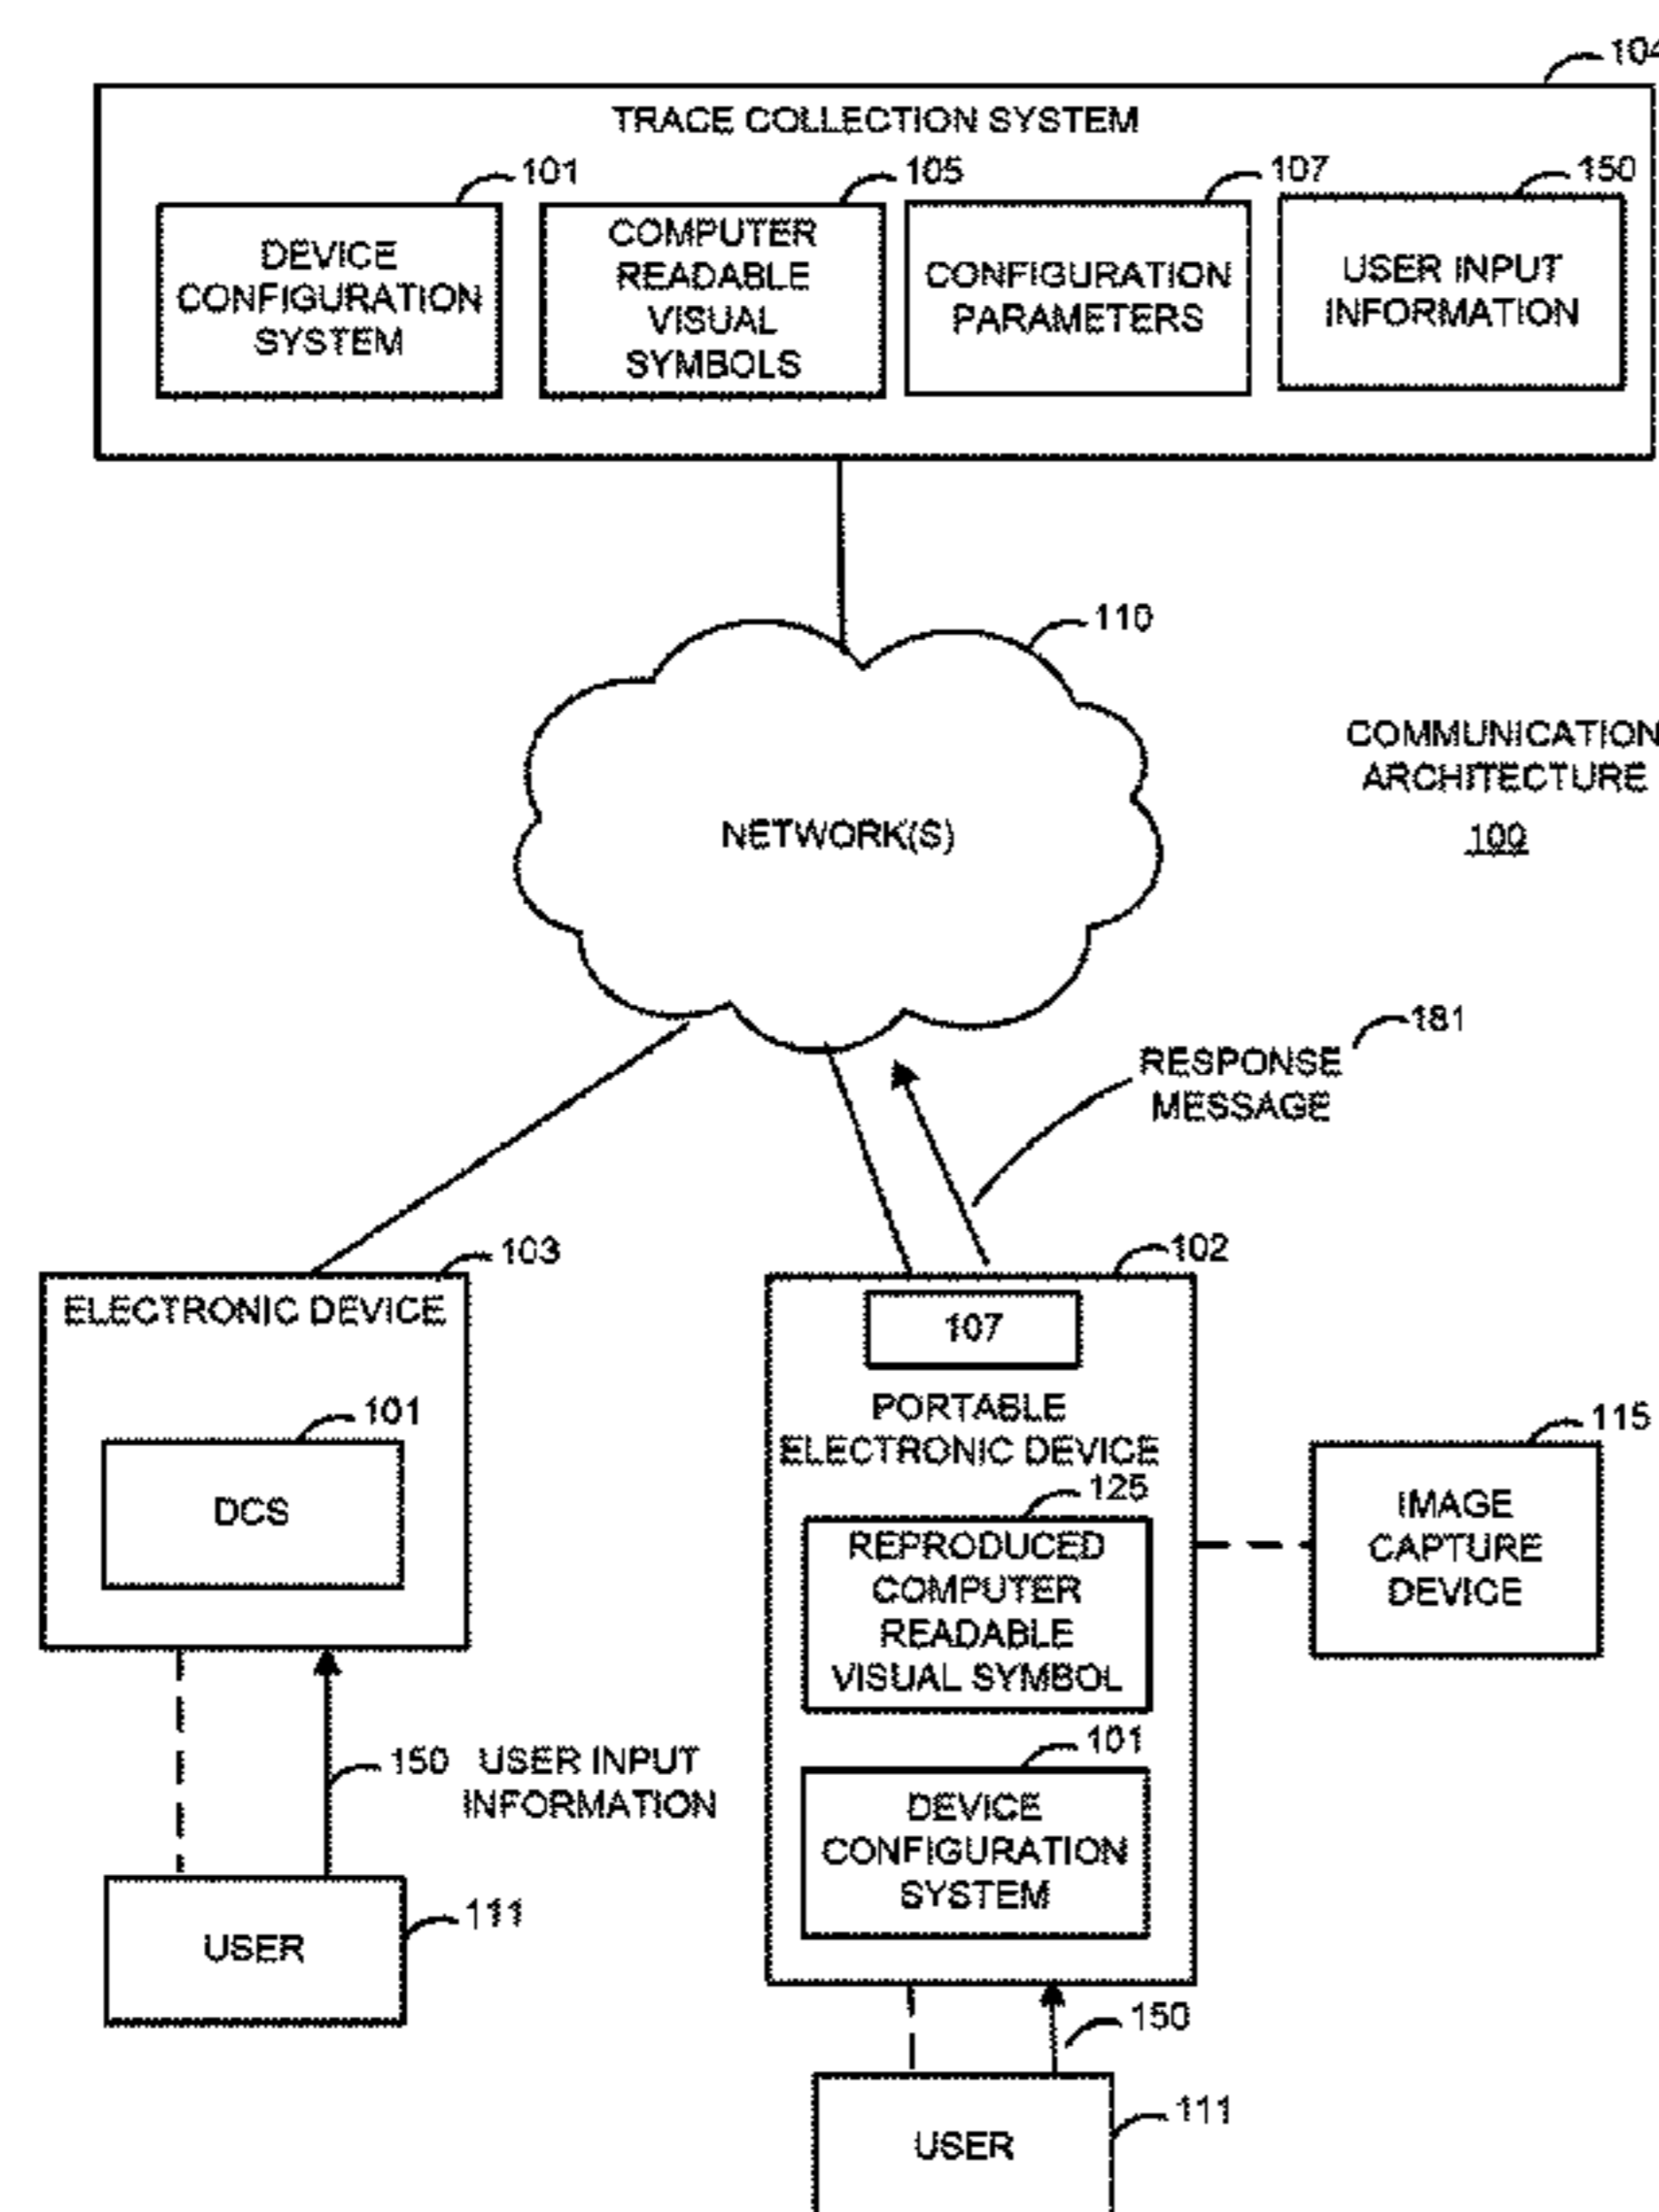 104
TRACE COLLECTION SYSTEM
101
105
107
150
DEVICE
CONFIGURATION
SYSTEM
COMPUTER
READABLE
VISUAL
SYMBOLS
CONFIGURATION
PARAMETERS
USER INPUT
INFORMATION
110
NETWORK(S)
COMMUNICATION
ARCHITECTURE
100
181
RESPONSE
MESSAGE
103
ELECTRONIC DEVICE
101
DCS
102
107
PORTABLE
ELECTRONIC DEVICE
125
REPRODUCED
COMPUTER
READABLE
VISUAL SYMBOL
101
DEVICE
CONFIGURATION
SYSTEM
115
IMAGE
CAPTURE
DEVICE
150 USER INPUT
INFORMATION
USER
111
150
USER
111